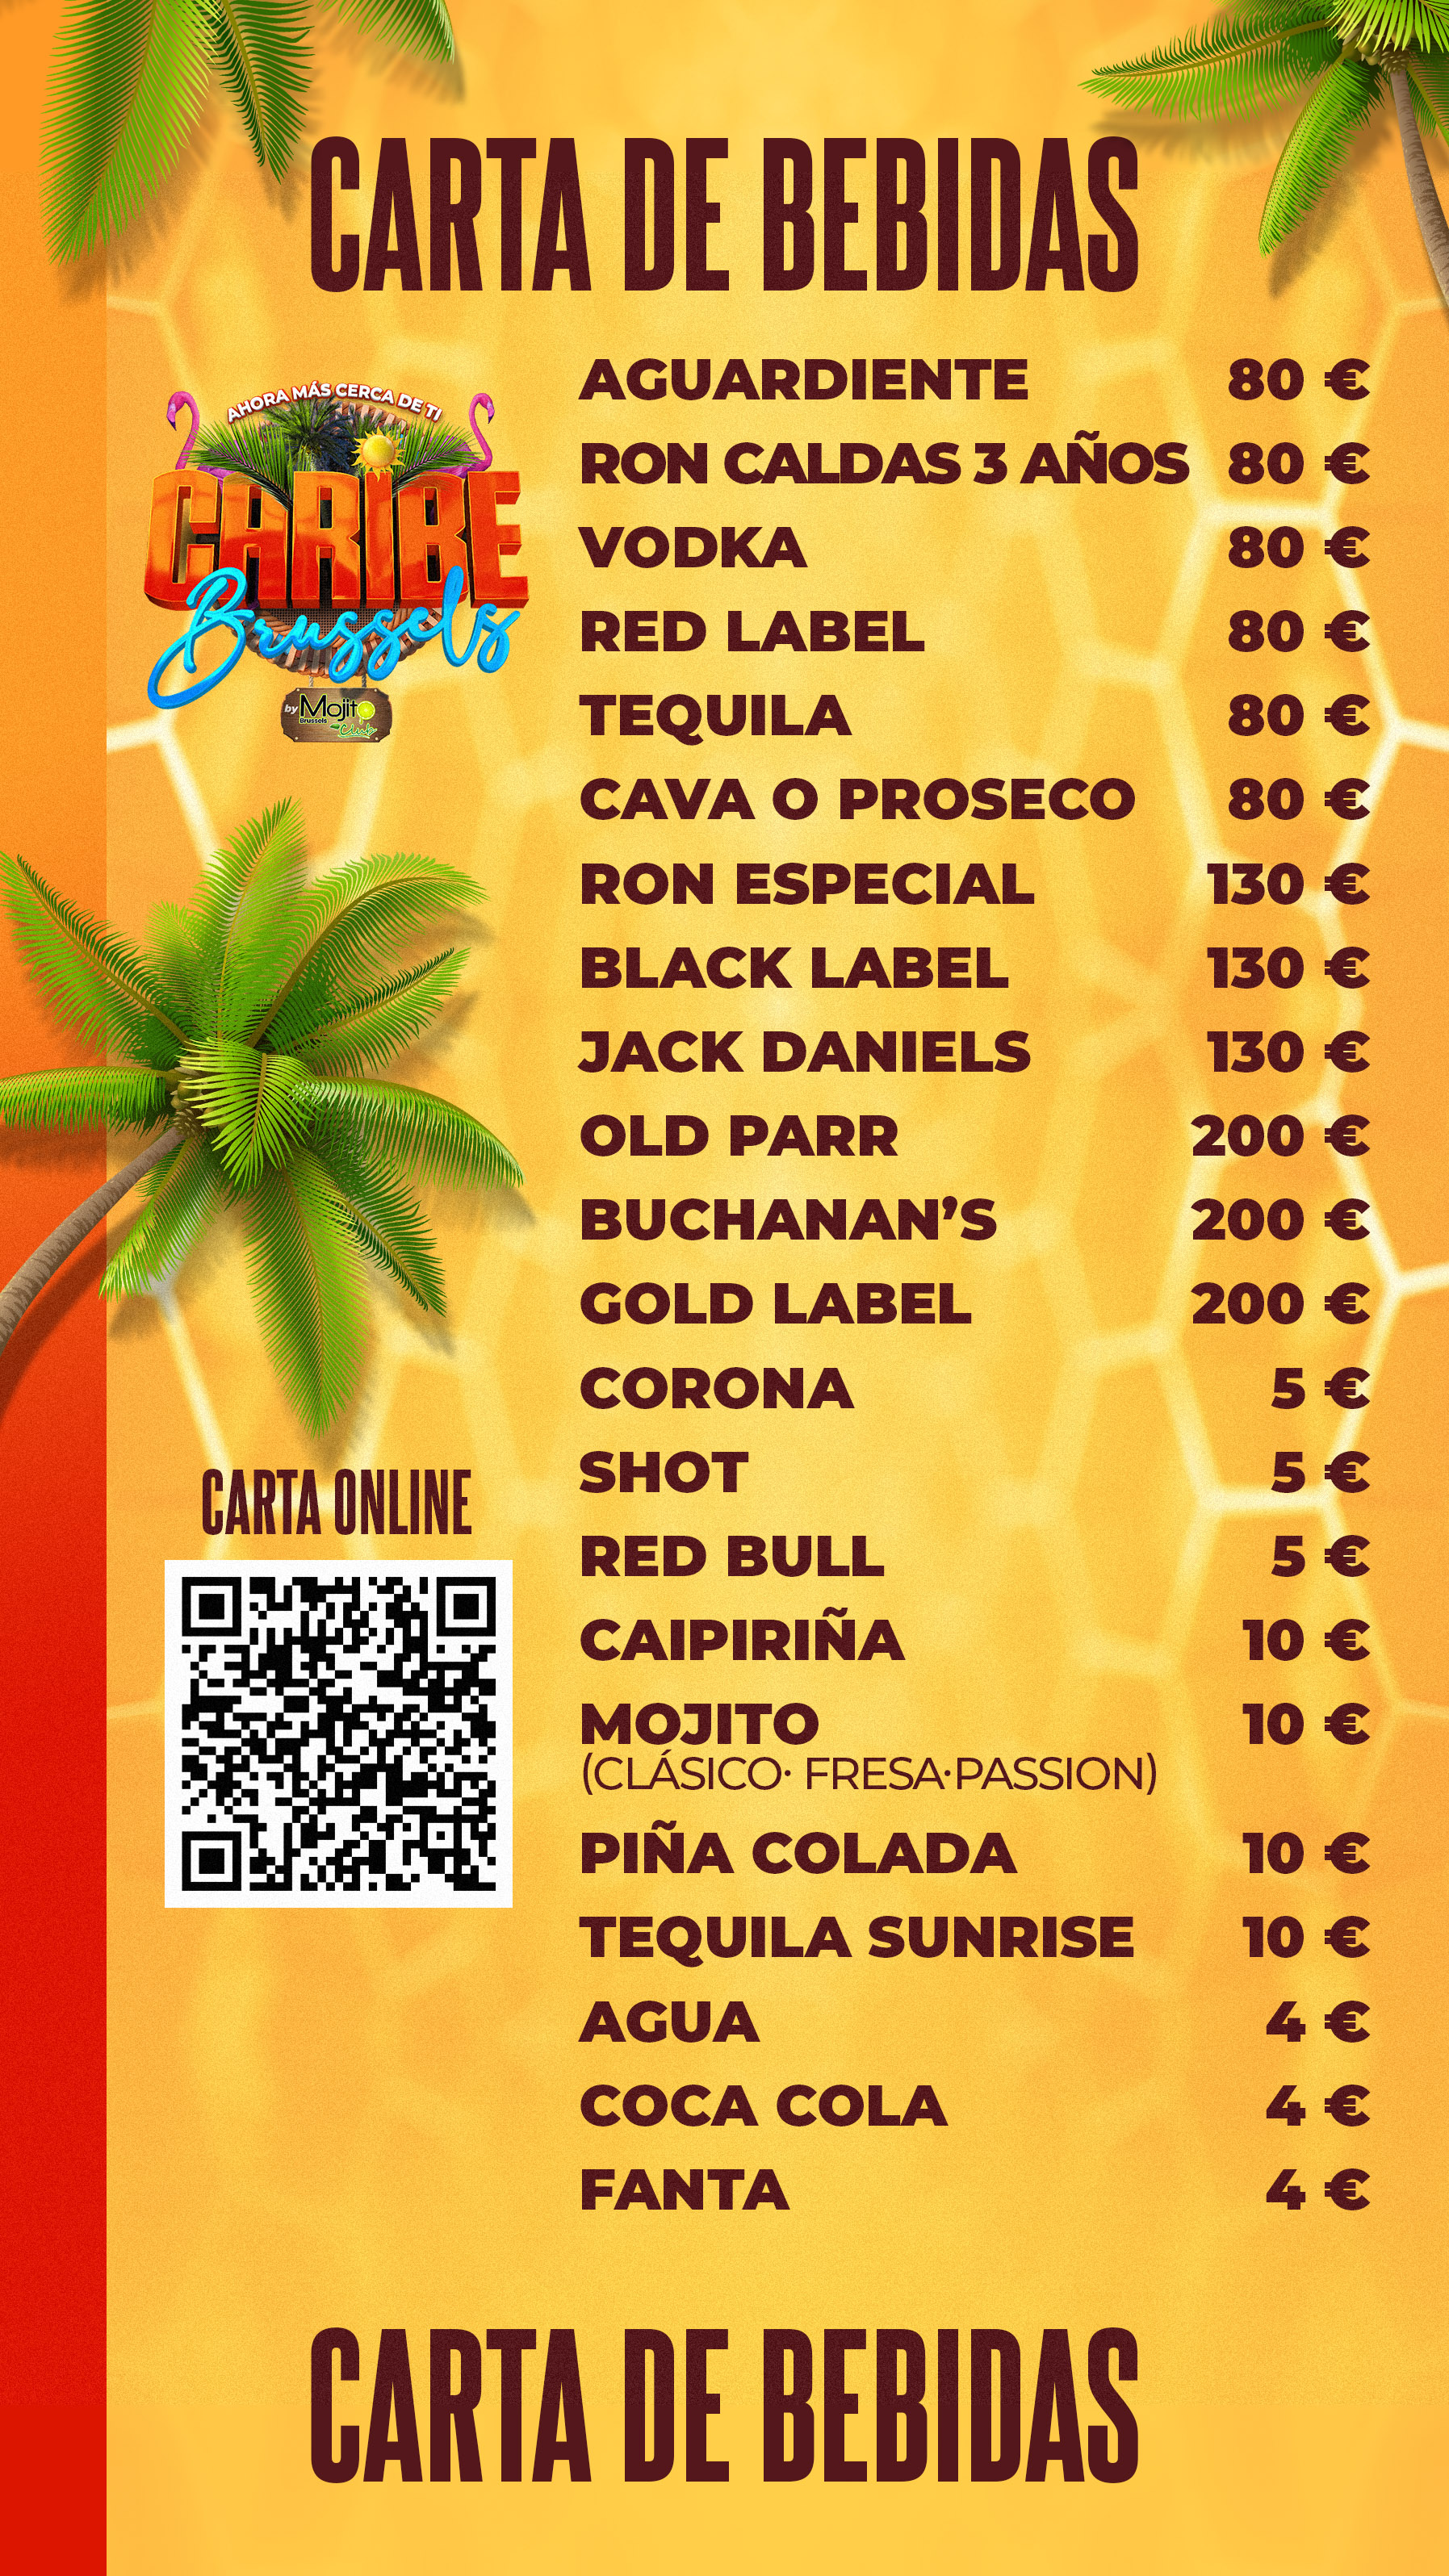 CARTA DE BEBIDAS
AHORA MÁS CERCA DE TI
CARIBE
Brussels
by Mojito
Brussels
Club
AGUARDIENTE 80 €
RON CALDAS 3 AÑOS 80 €
VODKA 80 €
RED LABEL 80 €
TEQUILA 80 €
CAVA O PROSECO 80 €
RON ESPECIAL 130 €
BLACK LABEL 130 €
JACK DANIELS 130 €
OLD PARR 200 €
BUCHANAN’S 200 €
GOLD LABEL 200 €
CORONA 5 €
SHOT 5 €
RED BULL 5 €
CAIPIRIÑA 10 €
MOJITO 10 €
(CLÁSICO· FRESA·PASSION)
PIÑA COLADA 10 €
TEQUILA SUNRISE 10 €
AGUA 4 €
COCA COLA 4 €
FANTA 4 €
CARTA ONLINE
CARTA DE BEBIDAS